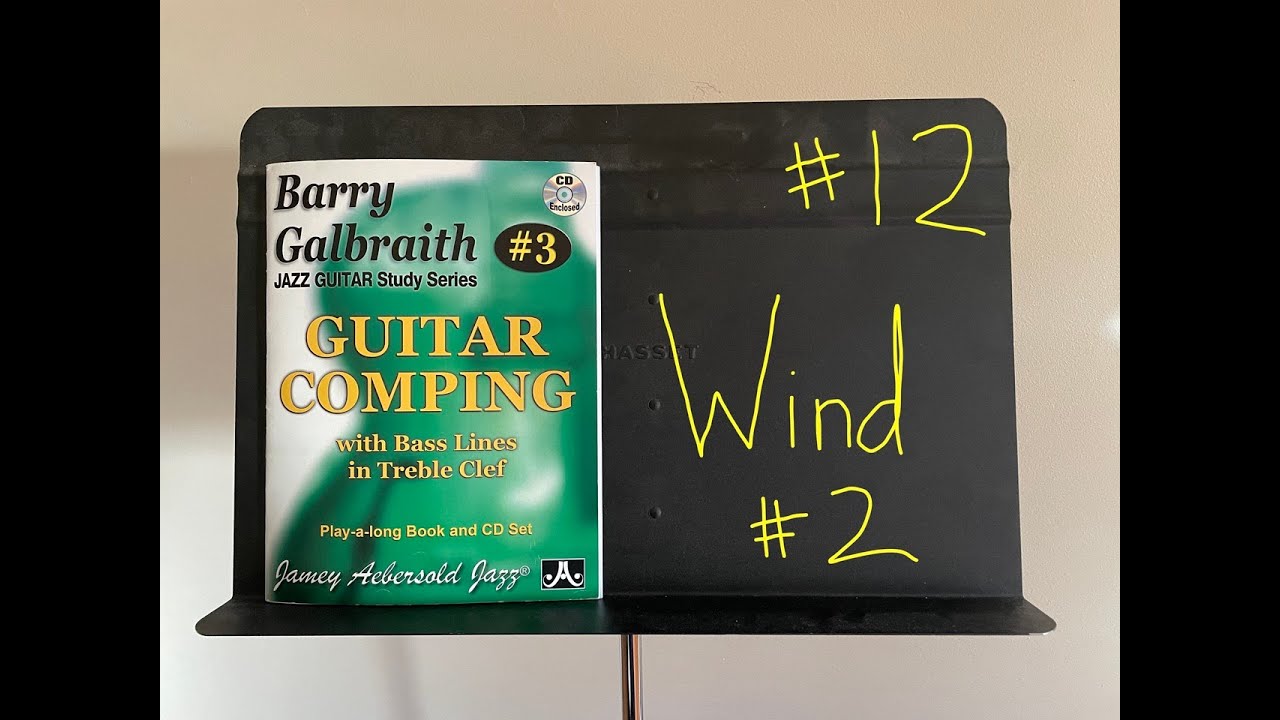 Barry
Galbraith
#3
JAZZ GUITAR Study Series
CD
Enclosed
GUITAR
COMPING
with Bass Lines
in Treble Clef
Play-a-long Book and CD Set
Jamey Aebersold Jazz®
#12
Wind
#2